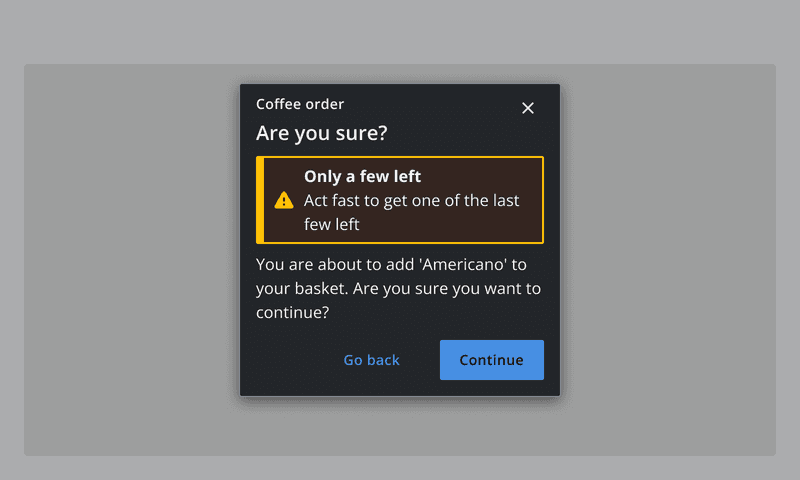 Coffee order
Are you sure?
Only a few left
Act fast to get one of the last
few left
You are about to add 'Americano' to
your basket. Are you sure you want to
continue?
Go back
Continue